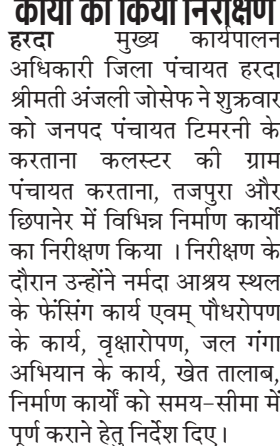 कार्यों का किया निरीक्षण
हरदा मुख्य कार्यपालन
अधिकारी जिला पंचायत हरदा
श्रीमती अंजली जोसेफ ने शुक्रवार
को जनपद पंचायत टिमरनी के
करताना कलस्टर की ग्राम
पंचायत करताना, तजपुरा और
छिपानेर में विभिन्न निर्माण कार्यों
का निरीक्षण किया । निरीक्षण के
दौरान उन्होंने नर्मदा आश्रय स्थल
के फेंसिंग कार्य एवम् पौधरोपण
के कार्य, वृक्षारोपण, जल गंगा
अभियान के कार्य, खेत तालाब,
निर्माण कार्यों को समय-सीमा में
पूर्ण कराने हेतु निर्देश दिए।